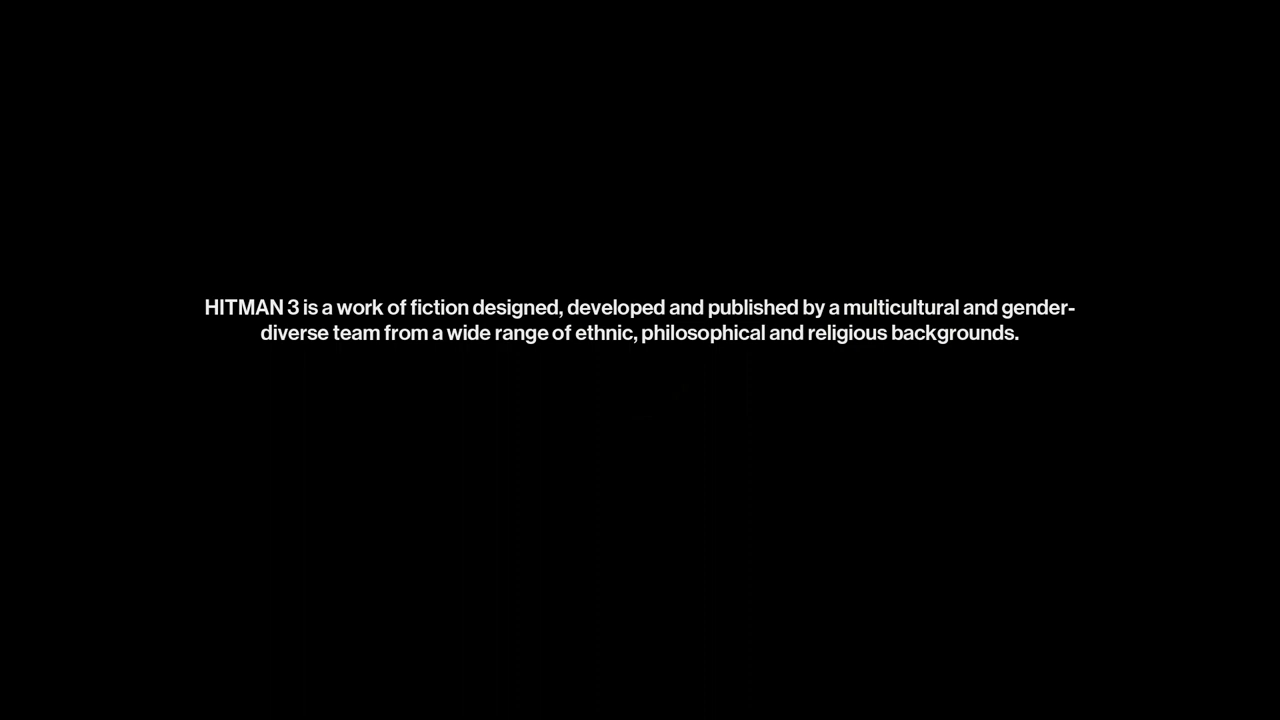 HITMAN 3 is a work of fiction designed, developed and published by a multicultural and gender-
diverse team from a wide range of ethnic, philosophical and religious backgrounds.